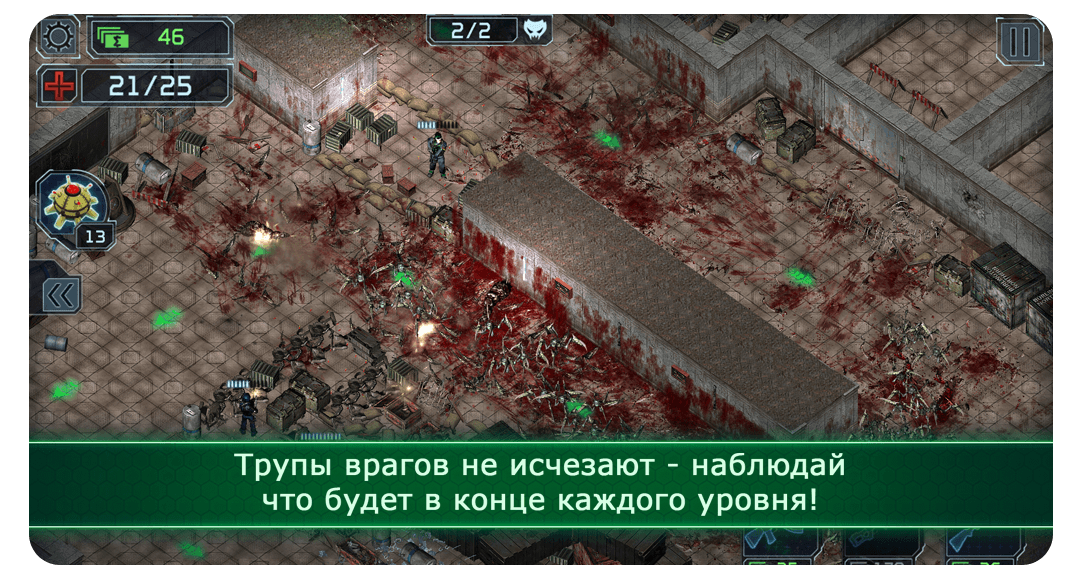 46
2/2
21/25
13
Трупы врагов не исчезают - наблюдай
что будет в конце каждого уровня!